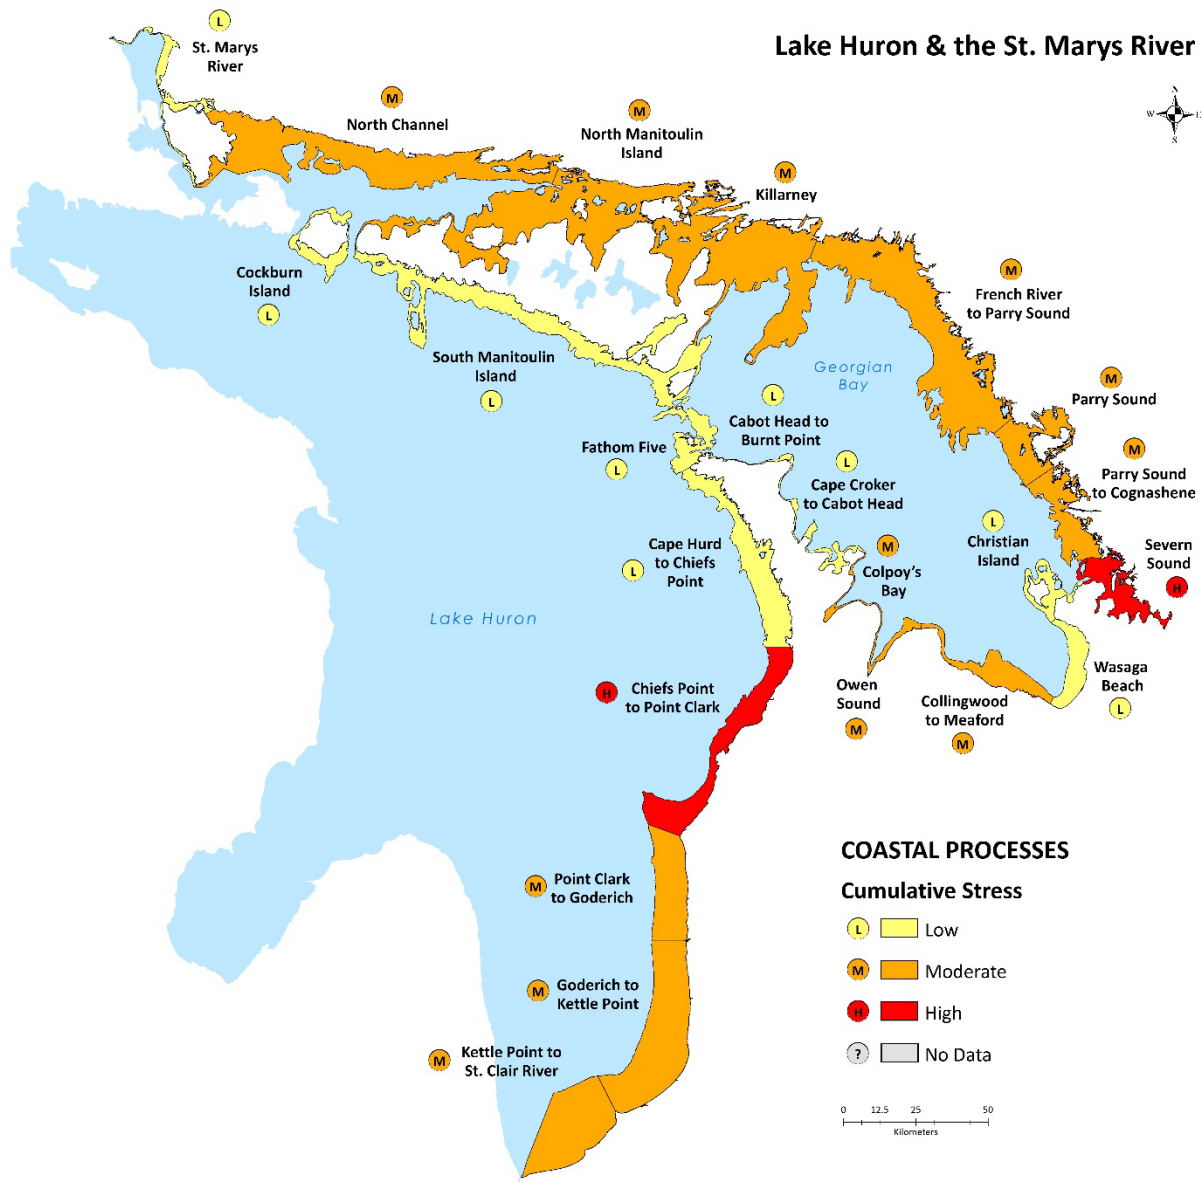 Lake Huron & the St. Marys River
L
St. Marys
River
N
W
E
S
M
North Channel
M
North Manitoulin
Island
M
Killarney
Cockburn
Island
L
M
French River
to Parry Sound
South Manitoulin
Island
L
Georgian
Bay
M
Parry Sound
L
Cabot Head to
Burnt Point
Fathom Five
L
L
Cape Croker
to Cabot Head
M
Parry Sound
to Cognashene
L
Christian
Island
Severn
Sound
H
Cape Hurd
to Chiefs
Point
L
M
Colpoy's
Bay
Lake Huron
H
Chiefs Point
to Point Clark
Owen
Sound
M
Collingwood
to Meaford
M
Wasaga
Beach
L
M
Point Clark
to Goderich
M
Goderich to
Kettle Point
M
Kettle Point to
St. Clair River
COASTAL PROCESSES
Cumulative Stress
L Low
M Moderate
H High
? No Data
0 12.5 25 50
Kilometers